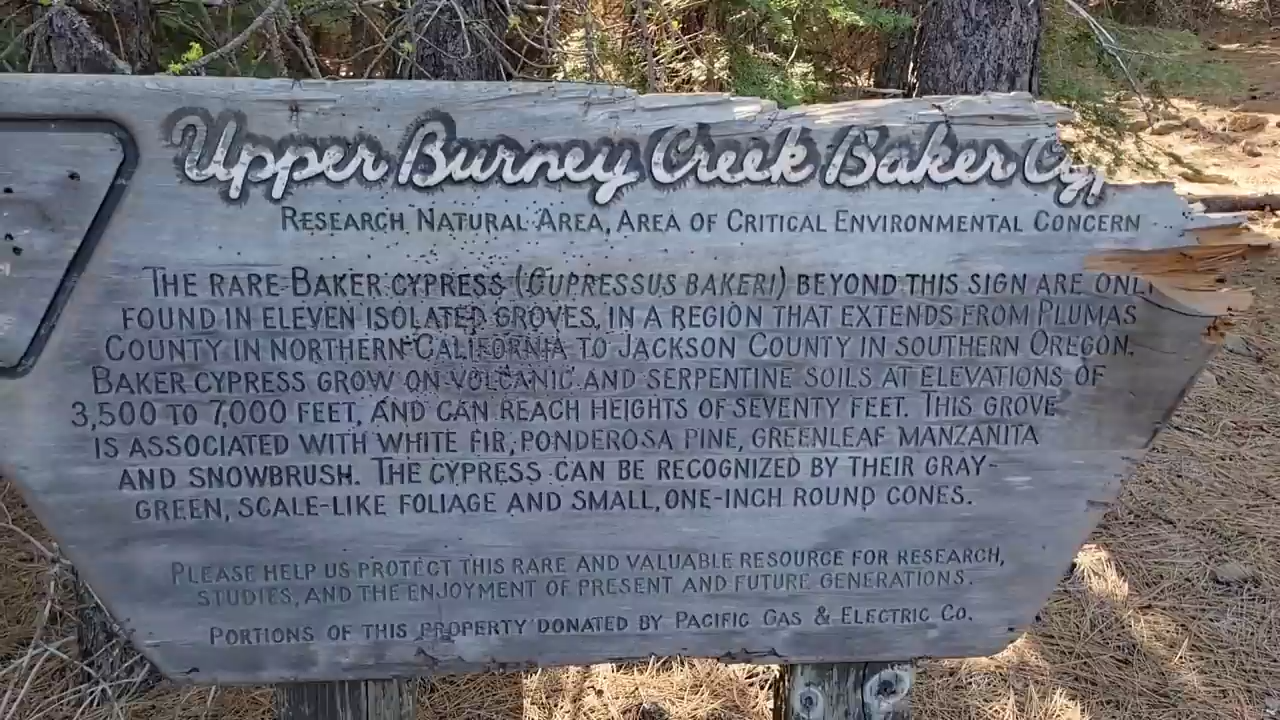 Upper Burney Creek Baker Cyp
RESEARCH NATURAL AREA, AREA OF CRITICAL ENVIRONMENTAL CONCERN
THE RARE BAKER CYPRESS (CUPRESSUS BAKERI) BEYOND THIS SIGN ARE ONLY
FOUND IN ELEVEN ISOLATED GROVES, IN A REGION THAT EXTENDS FROM PLUMAS
COUNTY IN NORTHERN CALIFORNIA TO JACKSON COUNTY IN SOUTHERN OREGON.
BAKER CYPRESS GROW ON VOLCANIC AND SERPENTINE SOILS AT ELEVATIONS OF
3,500 TO 7,000 FEET, AND CAN REACH HEIGHTS OF SEVENTY FEET. THIS GROVE
IS ASSOCIATED WITH WHITE FIR, PONDEROSA PINE, GREENLEAF MANZANITA
AND SNOWBRUSH. THE CYPRESS CAN BE RECOGNIZED BY THEIR GRAY-
GREEN, SCALE-LIKE FOLIAGE AND SMALL, ONE-INCH ROUND CONES.
PLEASE HELP US PROTECT THIS RARE AND VALUABLE RESOURCE FOR RESEARCH,
STUDIES, AND THE ENJOYMENT OF PRESENT AND FUTURE GENERATIONS.
PORTIONS OF THIS PROPERTY DONATED BY PACIFIC GAS & ELECTRIC CO.